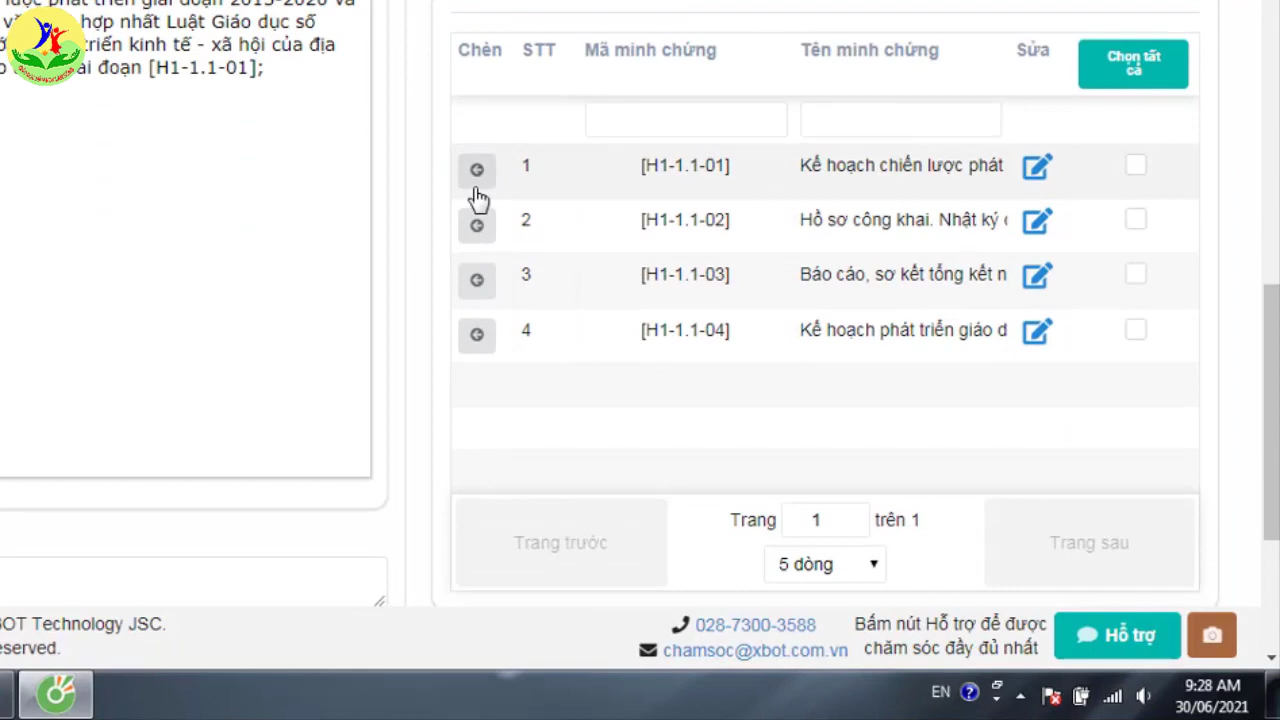 lược phát triển giai đoạn 2015-2020 và
hợp nhất Luật Giáo dục số
triển kinh tế - xã hội của địa
đoạn [H1-1.1-01];
Chèn STT Mã minh chứng Tên minh chứng Sửa Chọn tất
cả
1 [H1-1.1-01] Kế hoạch chiến lược phát
2 [H1-1.1-02] Hồ sơ công khai. Nhật ký
3 [H1-1.1-03] Báo cáo, sơ kết tổng kết n
4 [H1-1.1-04] Kế hoạch phát triển giáo d
Trang trước
Trang 1 trên 1
5 dòng
Trang sau
BOT Technology JSC.
eserved.
028-7300-3588
chamsoc@xbot.com.vn
Bấm nút Hỗ trợ để được
chăm sóc đầy đủ nhất
Hỗ trợ
EN
9:28 AM
30/06/2021